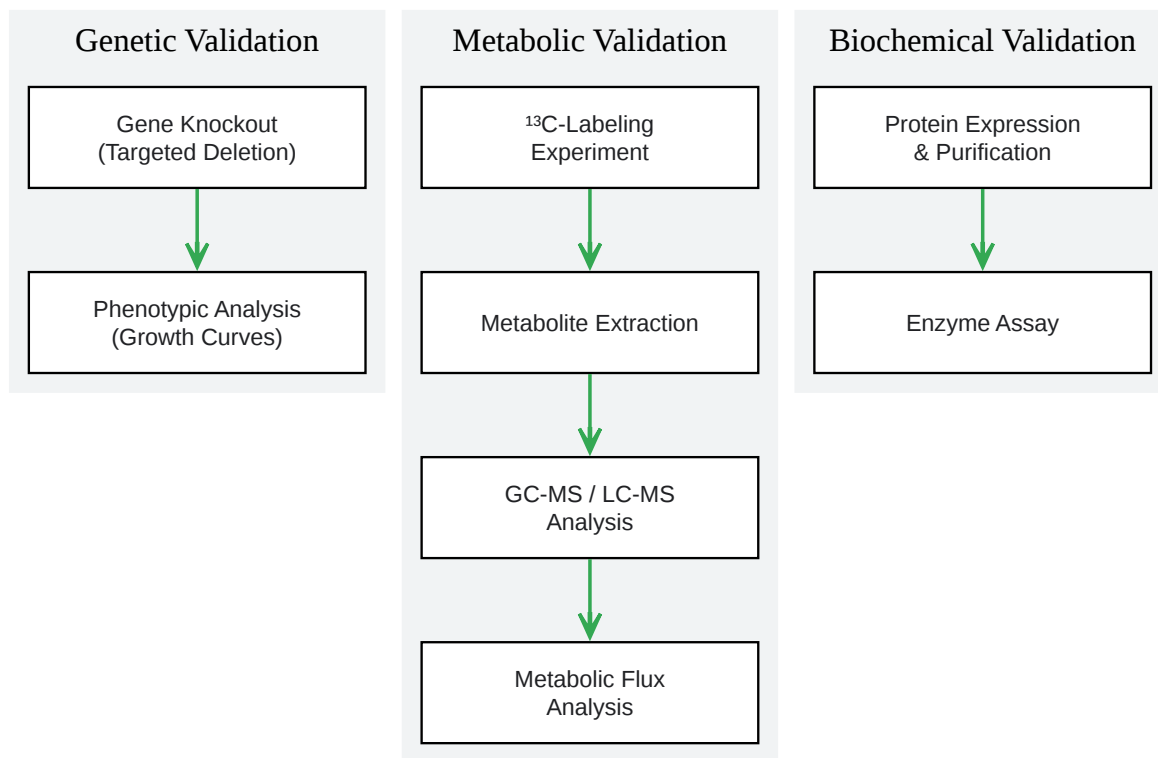 Genetic Validation
Gene Knockout
(Targeted Deletion)
Phenotypic Analysis
(Growth Curves)
Metabolic Validation
¹³C-Labeling
Experiment
Metabolite Extraction
GC-MS / LC-MS
Analysis
Metabolic Flux
Analysis
Biochemical Validation
Protein Expression
& Purification
Enzyme Assay